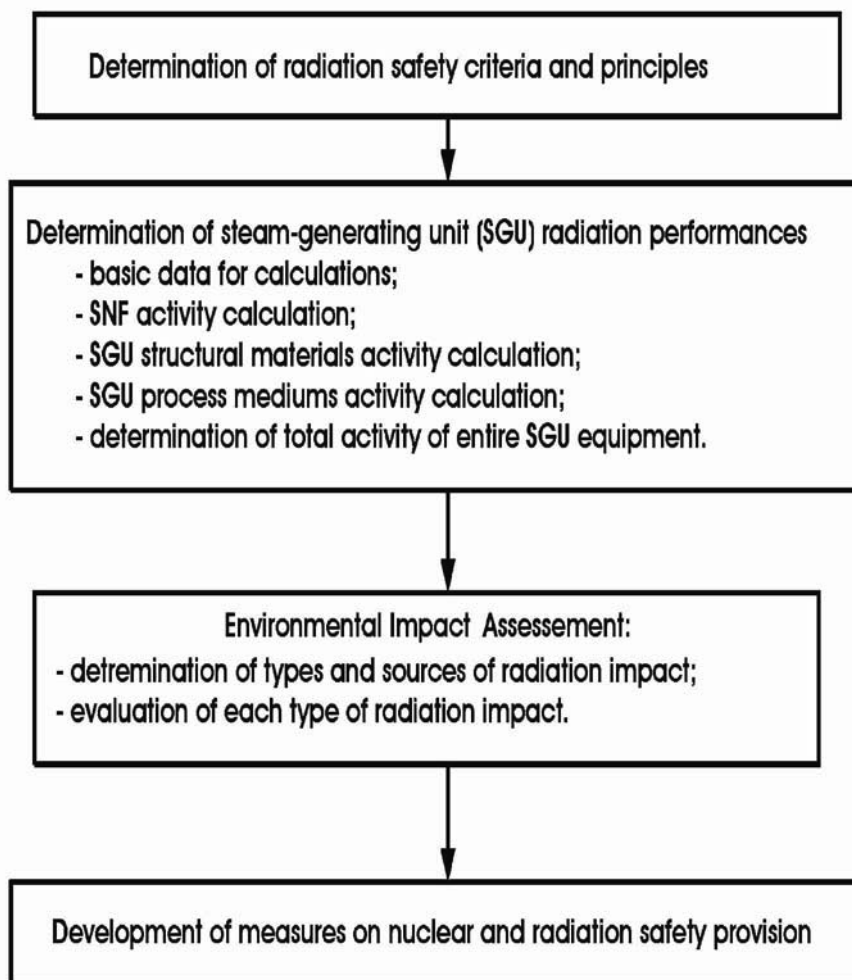 Determination of radiation safety criteria and principles
Determination of steam-generating unit (SGU) radiation performances
- basic data for calculations;
- SNF activity calculation;
- SGU structural materials activity calculation;
- SGU process mediums activity calculation;
- determination of total activity of entire SGU equipment.
Environmental Impact Assessement:
- detremination of types and sources of radiation impact;
- evaluation of each type of radiation impact.
Development of measures on nuclear and radiation safety provision